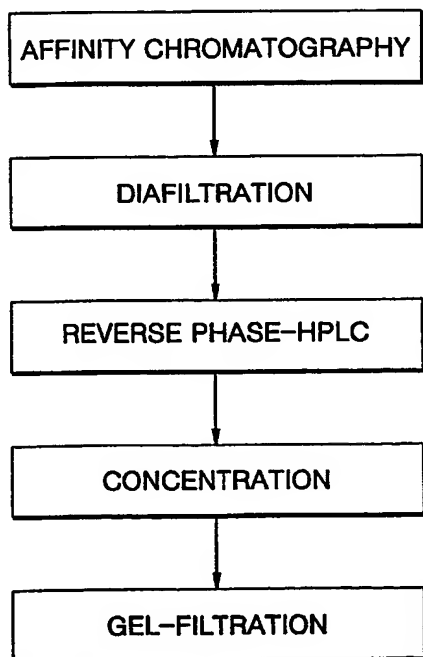 AFFINITY CHROMATOGRAPHY
DIAFILTRATION
REVERSE PHASE-HPLC
CONCENTRATION
GEL-FILTRATION